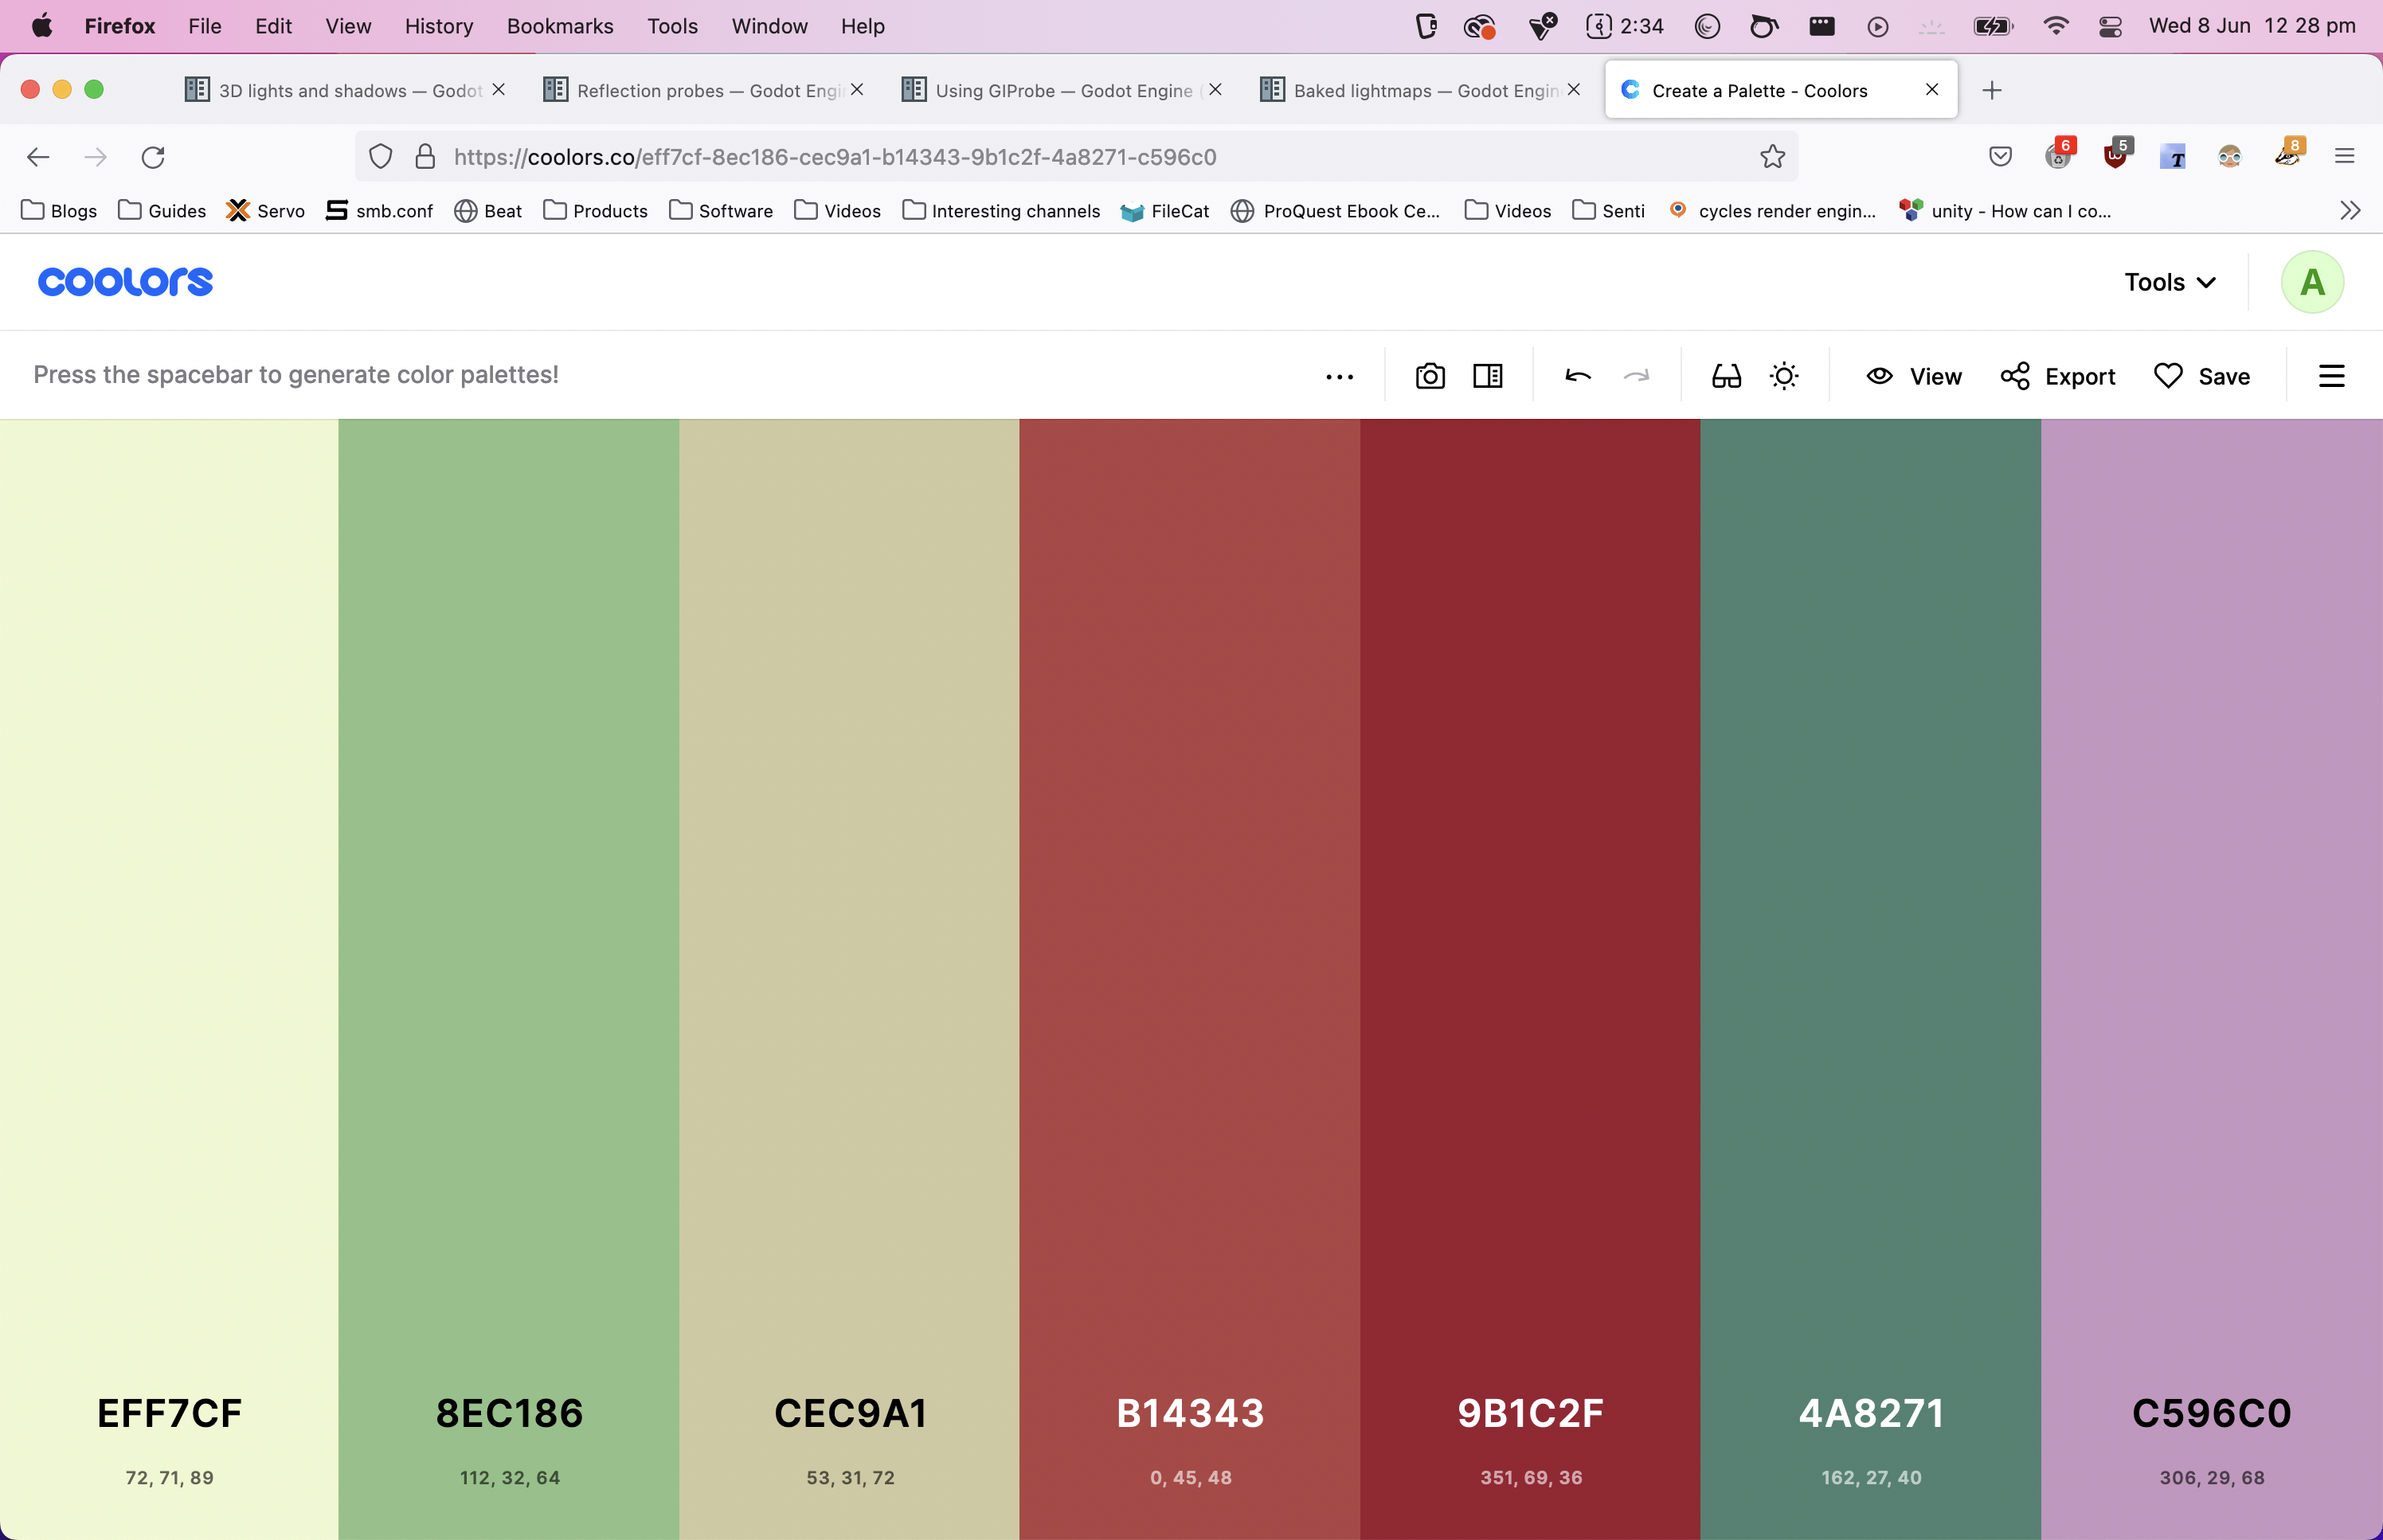 Firefox File Edit View History Bookmarks Tools Window Help 2:34 Wed 8 Jun 12 28 pm
3D lights and shadows — Godot Reflection probes — Godot Engi Using GIProbe — Godot Engine ( Baked lightmaps — Godot Engin Create a Palette - Coolors
https://coolors.co/eff7cf-8ec186-cec9a1-b14343-9b1c2f-4a8271-c596c0 6 5 T 8
Blogs Guides Servo smb.conf Beat Products Software Videos Interesting channels FileCat ProQuest Ebook Ce... Videos Senti cycles render engin... unity - How can I co...
coolors Tools A
Press the spacebar to generate color palettes! View Export Save
EFF7CF 8EC186 CEC9A1 B14343 9B1C2F 4A8271 C596C0
72, 71, 89 112, 32, 64 53, 31, 72 0, 45, 48 351, 69, 36 162, 27, 40 306, 29, 68